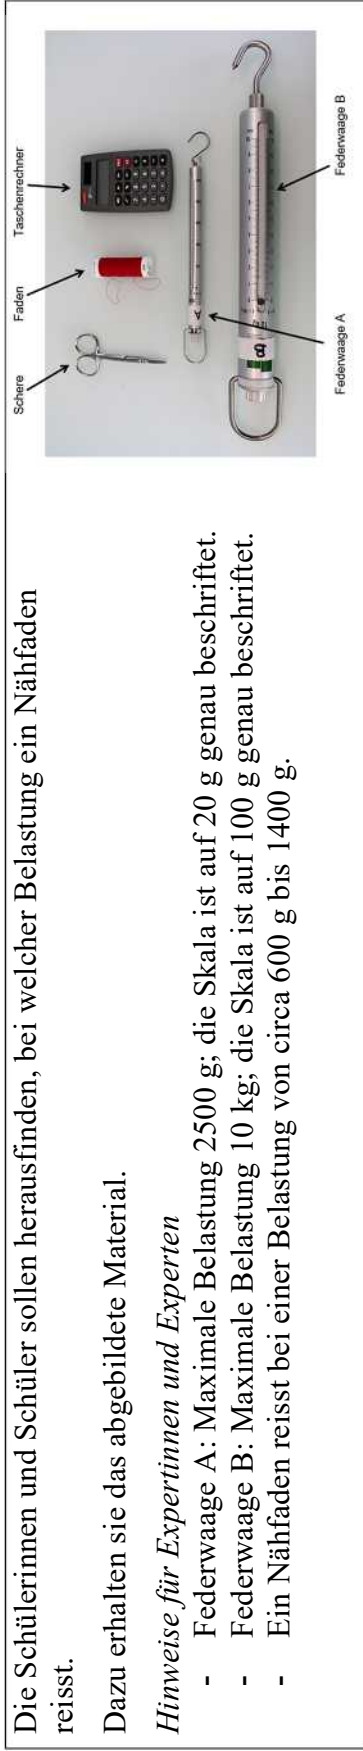 Die Schülerinnen und Schüler sollen herausfinden, bei welcher Belastung ein Nähfaden
reisst.
Dazu erhalten sie das abgebildete Material.
Hinweise für Expertinnen und Experten
- Federwaage A: Maximale Belastung 2500 g; die Skala ist auf 20 g genau beschriftet.
- Federwaage B: Maximale Belastung 10 kg; die Skala ist auf 100 g genau beschriftet.
- Ein Nähfaden reisst bei einer Belastung von circa 600 g bis 1400 g.
Schere
Faden
Taschenrechner
A
B
Federwaage A
Federwaage B